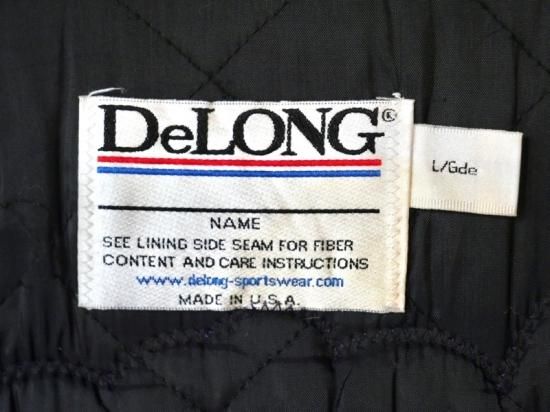 DeLONG®
L/Gde
NAME
SEE LINING SIDE SEAM FOR FIBER
CONTENT AND CARE INSTRUCTIONS
www.delong-sportswear.com
MADE IN U.S.A.